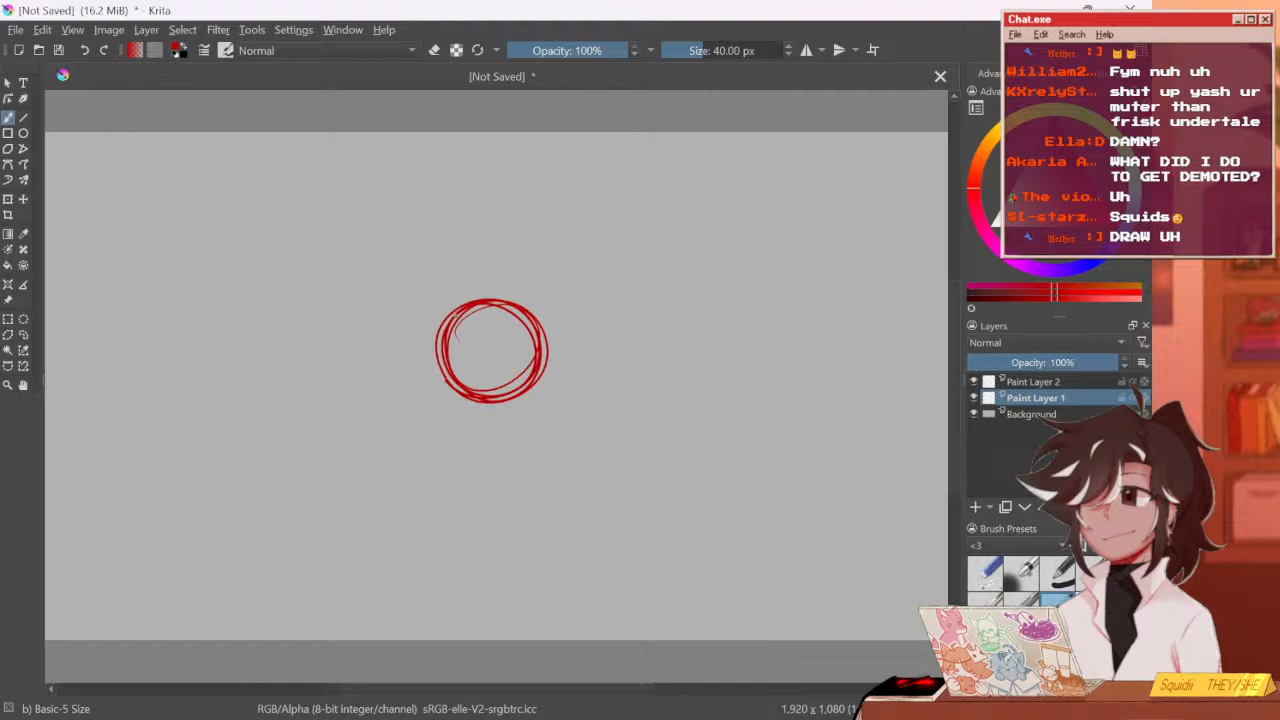 [Not Saved] (16.2 MiB) * - Krita
File Edit View Image Layer Select Filter Tools Settings Window Help
Normal
Opacity: 100%
Size: 40.00 px
[Not Saved] *
Chat.exe
File Edit Search Help
Aether :]
William2... Fym nuh uh
KXrelySt... shut up yash ur
muter than
frisk undertale
Ella:D DAMN?
Akaria A... WHAT DID I DO
TO GET DEMOTED?
The vio... Uh
S[-starz... Squids
Aether :] DRAW UH
Layers
Normal
Opacity: 100%
Paint Layer 2
Paint Layer 1
Background
Brush Presets
<3
Squidii THEY/SHE
b) Basic-5 Size
RGB/Alpha (8-bit integer/channel) sRGB-elle-V2-srgbtrc.icc
1,920 x 1,080 (1